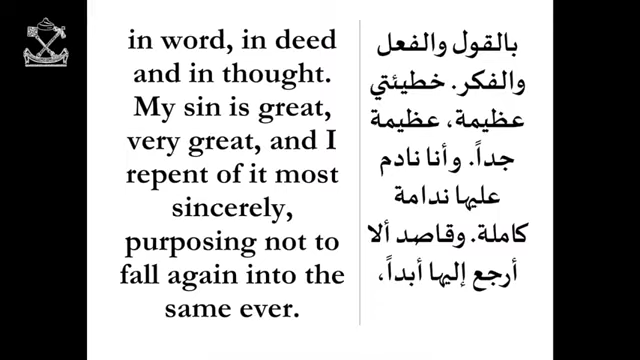 in word, in deed
and in thought.
My sin is great,
very great, and I
repent of it most
sincerely,
purposing not to
fall again into the
same ever.
بالقول والفعل
والفكر. خطيئتي
عظيمة، عظيمة
جداً. وأنا نادم
عليها ندامة
كاملة. وقاصد ألا
أرجع إليها أبداً،